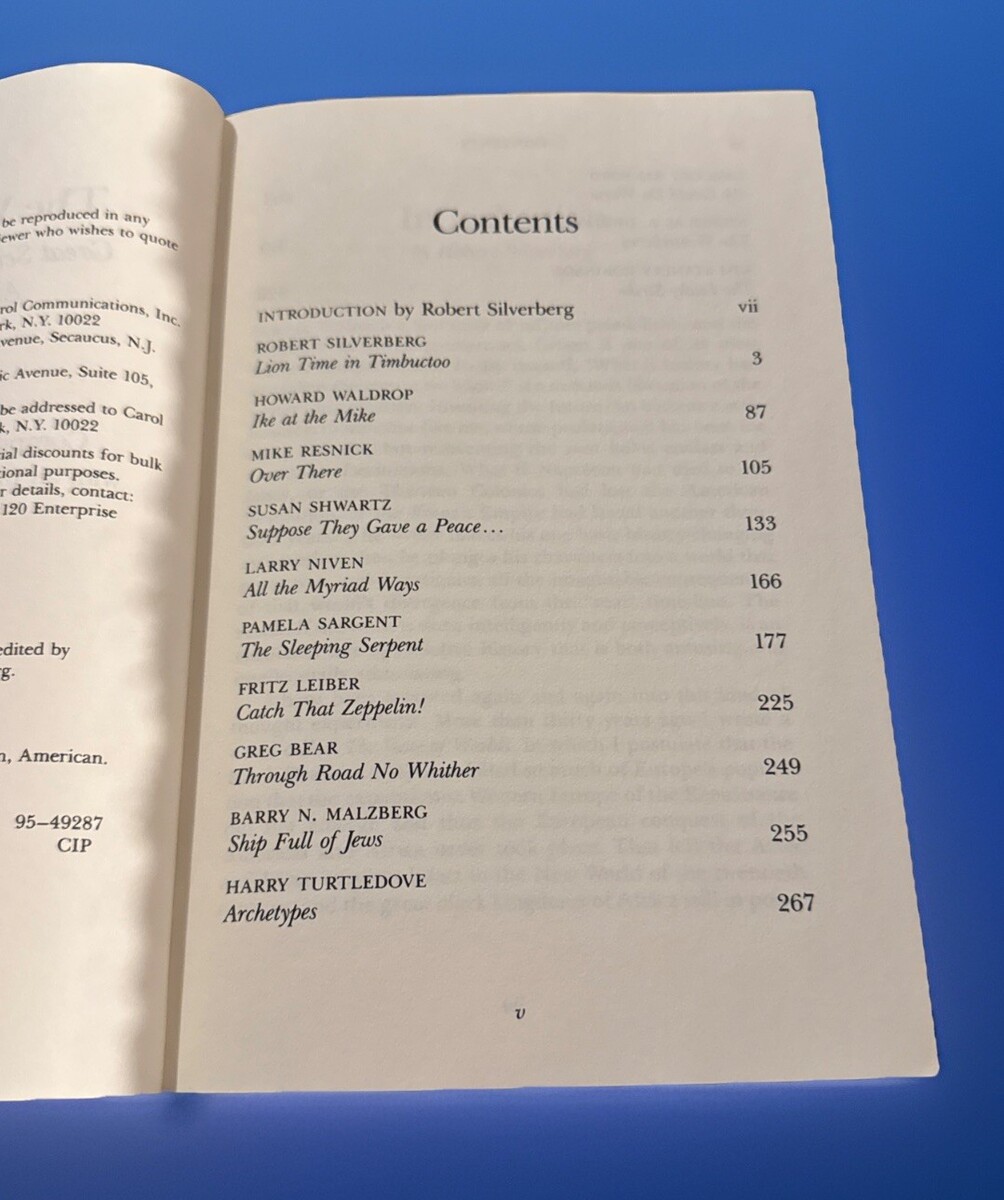 be reproduced in any
ewer who wishes to quote
rol Communications, Inc.
rk, N.Y. 10022
venue, Secaucus, N.J.
ic Avenue, Suite 105,
be addressed to Carol
k, N.Y. 10022
ial discounts for bulk
ional purposes.
r details, contact:
120 Enterprise
edited by
g.
n, American.
95–49287
CIP
Contents
INTRODUCTION by Robert Silverberg vii
ROBERT SILVERBERG
Lion Time in Timbuctoo 3
HOWARD WALDROP
Ike at the Mike 87
MIKE RESNICK
Over There 105
SUSAN SHWARTZ
Suppose They Gave a Peace... 133
LARRY NIVEN
All the Myriad Ways 166
PAMELA SARGENT
The Sleeping Serpent 177
FRITZ LEIBER
Catch That Zeppelin! 225
GREG BEAR
Through Road No Whither 249
BARRY N. MALZBERG
Ship Full of Jews 255
HARRY TURTLEDOVE
Archetypes 267
v